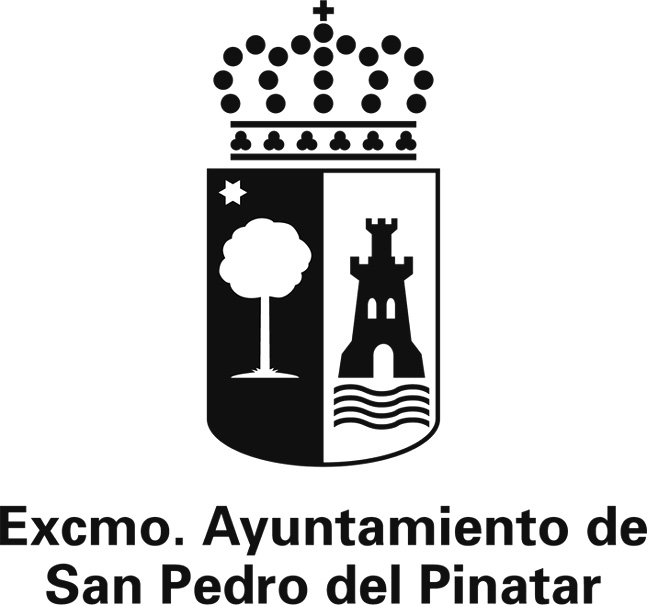 Excmo. Ayuntamiento de
San Pedro del Pinatar